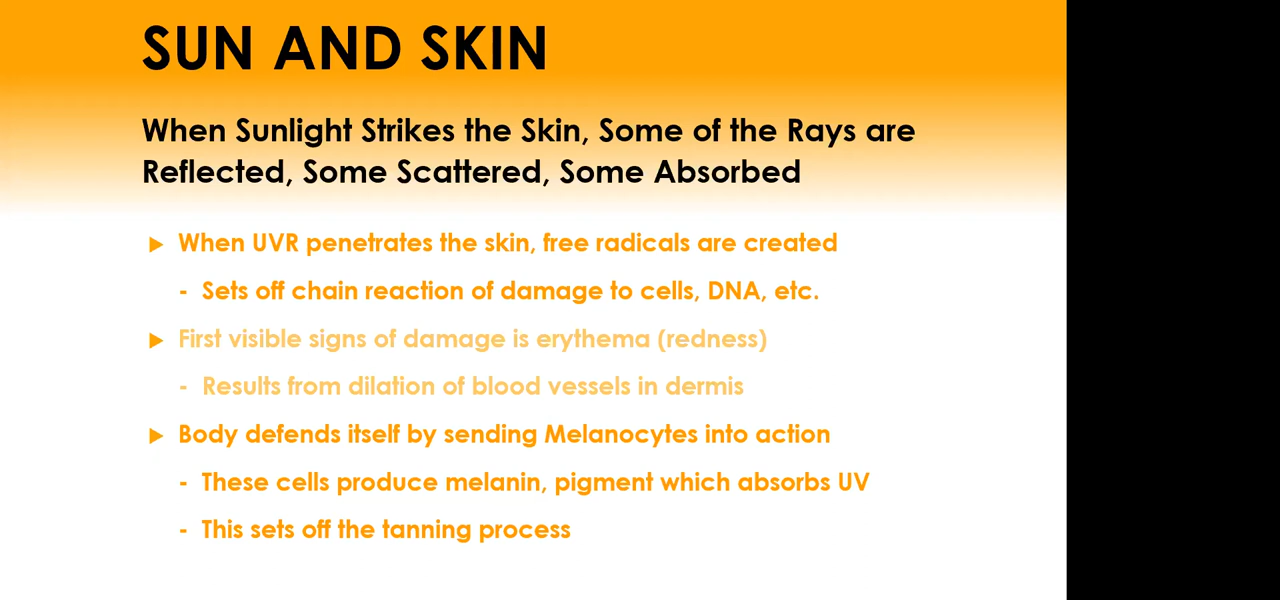 SUN AND SKIN
When Sunlight Strikes the Skin, Some of the Rays are
Reflected, Some Scattered, Some Absorbed
When UVR penetrates the skin, free radicals are created
- Sets off chain reaction of damage to cells, DNA, etc.
First visible signs of damage is erythema (redness)
- Results from dilation of blood vessels in dermis
Body defends itself by sending Melanocytes into action
- These cells produce melanin, pigment which absorbs UV
- This sets off the tanning process